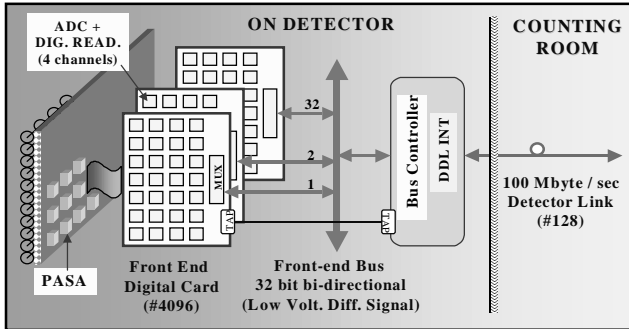 ON DETECTOR
COUNTING
ROOM
ADC +
DIG. READ.
(4 channels)
32
2
1
MUX
TAP
TAP
Bus Controller
DDL INT
100 Mbyte / sec
Detector Link
(#128)
PASA
Front End
Digital Card
(#4096)
Front-end Bus
32 bit bi-directional
(Low Volt. Diff. Signal)